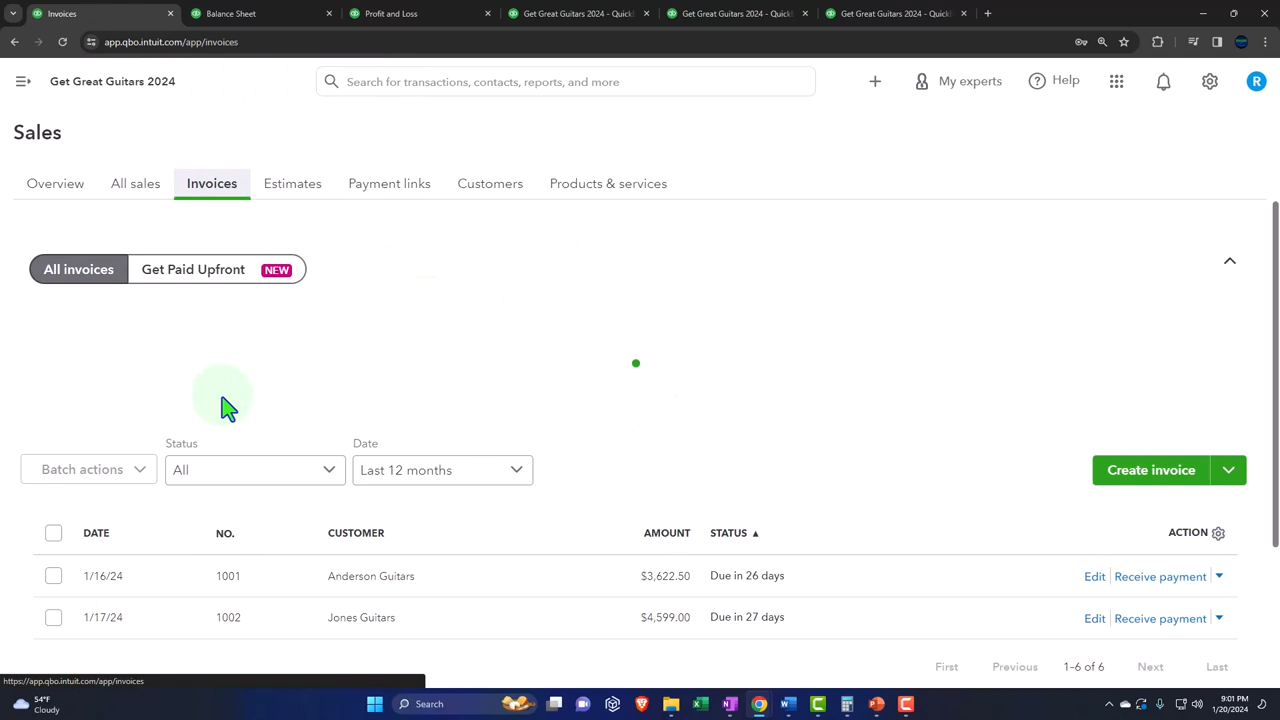 Invoices
Balance Sheet
Profit and Loss
Get Great Guitars 2024 - Quick
Get Great Guitars 2024 - Quick
Get Great Guitars 2024 - Quick
app.qbo.intuit.com/app/invoices
Get Great Guitars 2024
Search for transactions, contacts, reports, and more
My experts
Help
R
Sales
Overview
All sales
Invoices
Estimates
Payment links
Customers
Products & services
All invoices
Get Paid Upfront NEW
Status
Date
Batch actions
All
Last 12 months
Create invoice
DATE NO. CUSTOMER AMOUNT STATUS ▲ ACTION
1/16/24 1001 Anderson Guitars $3,622.50 Due in 26 days Edit Receive payment
1/17/24 1002 Jones Guitars $4,599.00 Due in 27 days Edit Receive payment
First Previous 1-6 of 6 Next Last
https://app.qbo.intuit.com/app/invoices
54°F
Cloudy
Search
9:01 PM
1/20/2024